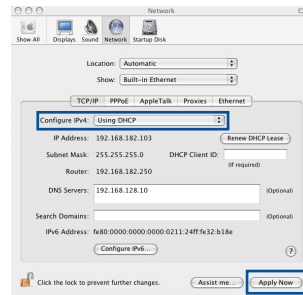 Network
Show All Displays Sound Network Startup Disk
Location: Automatic
Show: Built-in Ethernet
TCP/IP PPPoE AppleTalk Proxies Ethernet
Configure IPv4: Using DHCP
IP Address: 192.168.182.103 Renew DHCP Lease
Subnet Mask: 255.255.255.0 DHCP Client ID:
(If required)
Router: 192.168.182.250
DNS Servers: 192.168.128.10 (Optional)
Search Domains: (Optional)
IPv6 Address: fe80:0000:0000:0000:0211:24ff:fe32:b18e
Configure IPv6... ?
Click the lock to prevent further changes. Assist me... Apply Now